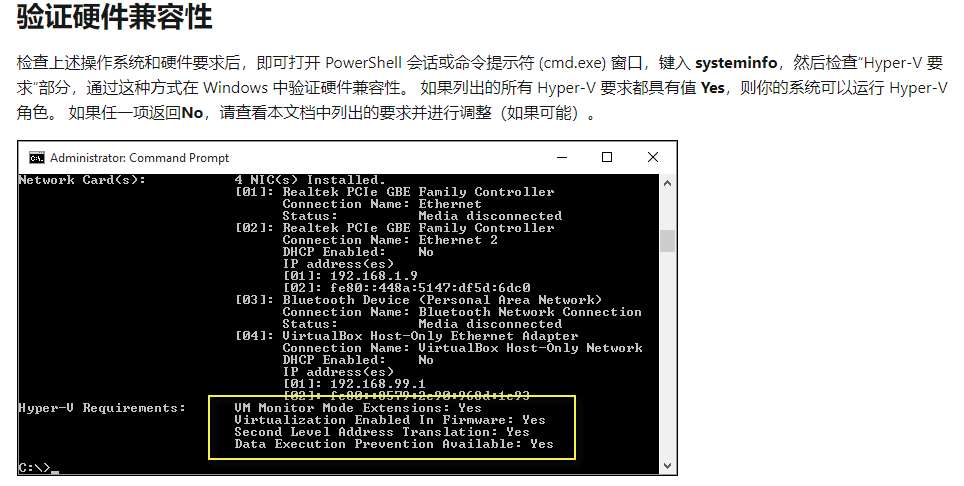 验证硬件兼容性
检查上述操作系统和硬件要求后，即可打开 PowerShell 会话或命令提示符 (cmd.exe) 窗口，键入 systeminfo，然后检查“Hyper-V 要
求”部分，通过这种方式在 Windows 中验证硬件兼容性。 如果列出的所有 Hyper-V 要求都具有值 Yes，则你的系统可以运行 Hyper-V
角色。 如果任一项返回No，请查看本文档中列出的要求并进行调整（如果可能）。
Administrator: Command Prompt
Network Card(s): 4 NIC(s) Installed.
[01]: Realtek PCIe GBE Family Controller
Connection Name: Ethernet
Status: Media disconnected
[02]: Realtek PCIe GBE Family Controller
Connection Name: Ethernet 2
DHCP Enabled: No
IP address(es)
[01]: 192.168.1.9
[02]: fe80::448a:5147:df5d:6dc0
[03]: Bluetooth Device (Personal Area Network)
Connection Name: Bluetooth Network Connection
Status: Media disconnected
[04]: VirtualBox Host-Only Ethernet Adapter
Connection Name: VirtualBox Host-Only Network
DHCP Enabled: No
IP address(es)
[01]: 192.168.99.1
[02]: fe80::8579:2c90:968d:1c93
Hyper-V Requirements: VM Monitor Mode Extensions: Yes
Virtualization Enabled In Firmware: Yes
Second Level Address Translation: Yes
Data Execution Prevention Available: Yes
C:\>_